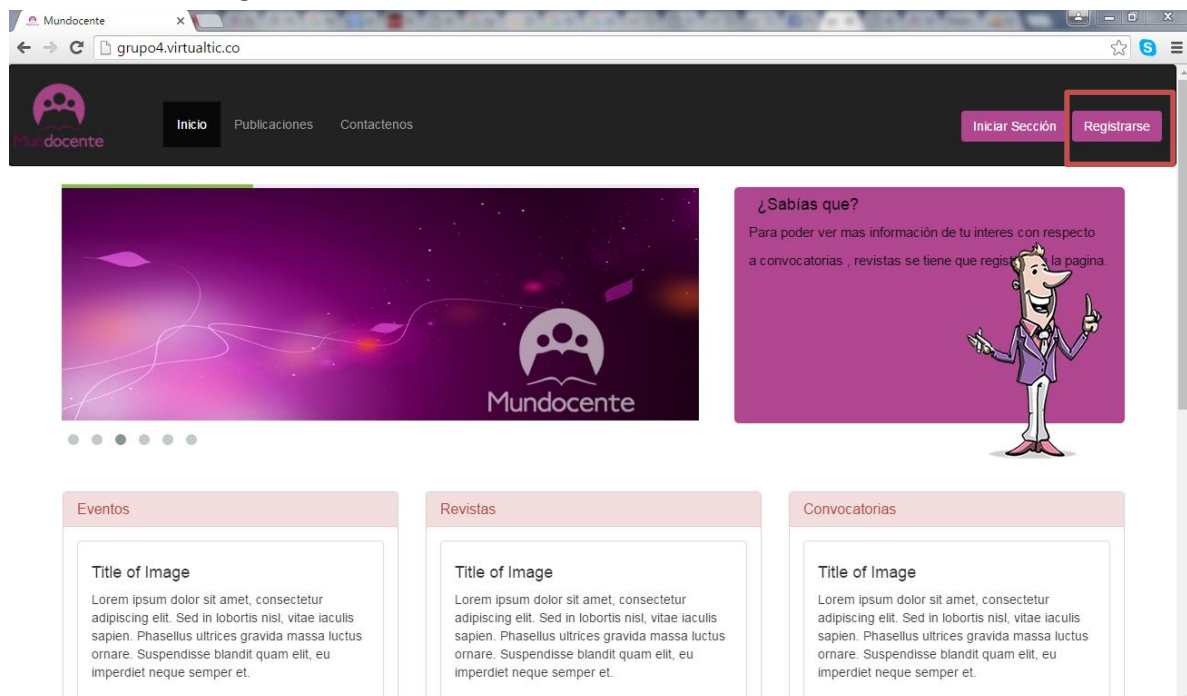 Mundocente
grupo4.virtualtic.co
Mundocente
Inicio Publicaciones Contactenos
Iniciar Sección Registrarse
¿Sabías que?
Para poder ver mas información de tu interes con respecto
a convocatorias , revistas se tiene que la pagina.
Mundocente
Eventos
Title of Image
Lorem ipsum dolor sit amet, consectetur
adipiscing elit. Sed in lobortis nisl, vitae iaculis
sapien. Phasellus ultrices gravida massa luctus
ornare. Suspendisse blandit quam elit, eu
imperdiet neque semper et.
Revistas
Title of Image
Lorem ipsum dolor sit amet, consectetur
adipiscing elit. Sed in lobortis nisl, vitae iaculis
sapien. Phasellus ultrices gravida massa luctus
ornare. Suspendisse blandit quam elit, eu
imperdiet neque semper et.
Convocatorias
Title of Image
Lorem ipsum dolor sit amet, consectetur
adipiscing elit. Sed in lobortis nisl, vitae iaculis
sapien. Phasellus ultrices gravida massa luctus
ornare. Suspendisse blandit quam elit, eu
imperdiet neque semper et.